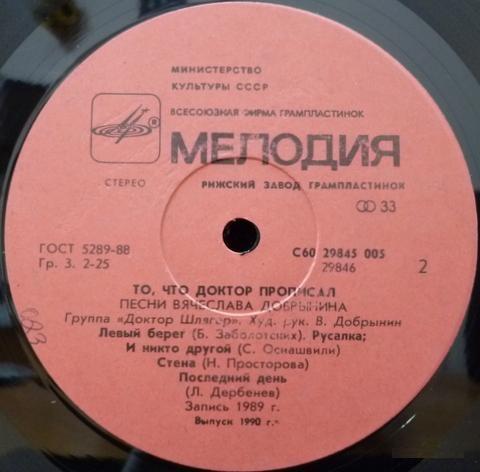 МИНИСТЕРСТВО
КУЛЬТУРЫ СССР
ВСЕСОЮЗНАЯ ФИРМА ГРАМПЛАСТИНОК
МЕЛОДИЯ
СТЕРЕО
РИЖСКИЙ ЗАВОД ГРАМПЛАСТИНОК
33
ГОСТ 5289-88
Гр. 3. 2-25
С60 29845 005
29846
2
ТО, ЧТО ДОКТОР ПРОПИСАЛ
ПЕСНИ ВЯЧЕСЛАВА ДОБРЫНИНА
Группа «Доктор Шлягер». Худ. рук. В. Добрынин
Левый берег (Б. Заболотских). Русалка;
И никто другой (С. Осиашвили)
Стена (Н. Просторова)
Последний день
(Л. Дербенев)
Запись 1989 г.
Выпуск 1990 г.